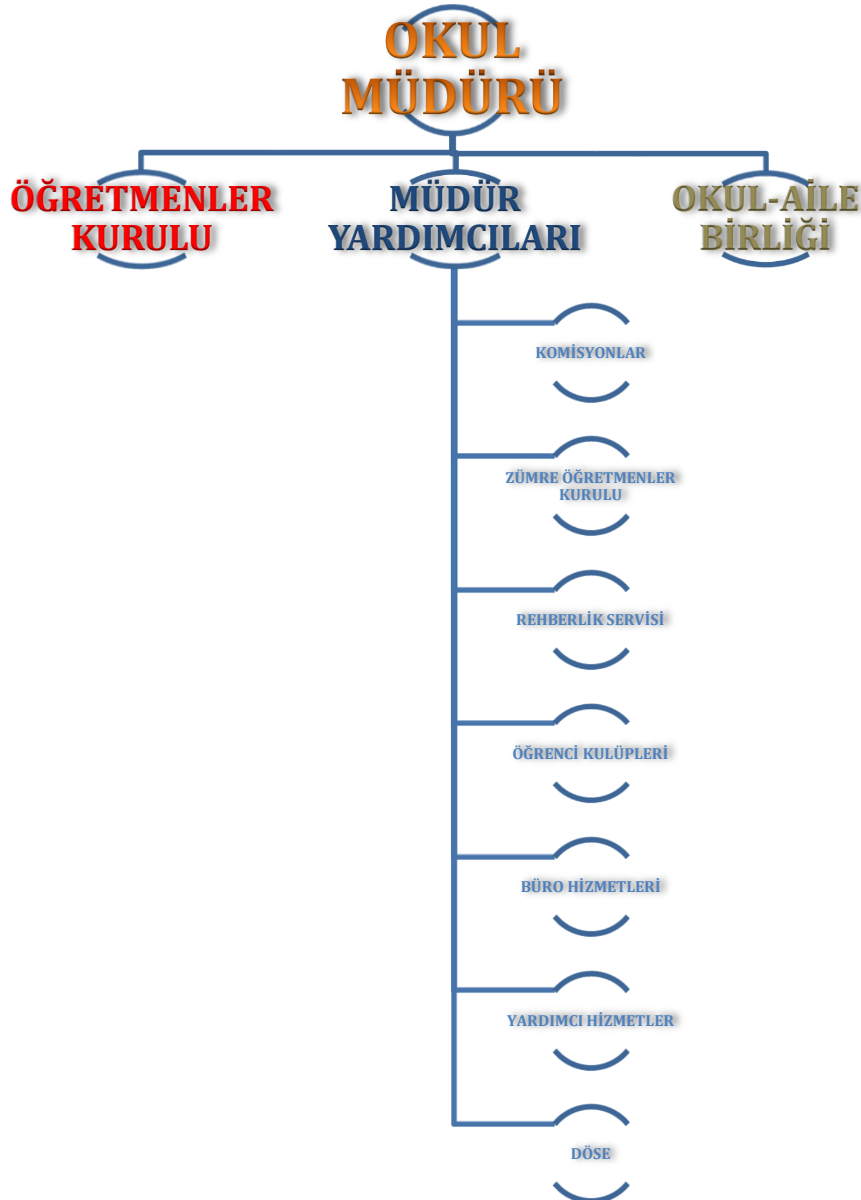 OKUL
MÜDÜRÜ
ÖĞRETMENLER
KURULU
MÜDÜR
YARDIMCILARI
OKUL-AİLE
BİRLİĞİ
KOMİSYONLAR
ZÜMRE ÖĞRETMENLER
KURULU
REHBERLİK SERVİSİ
ÖĞRENCİ KULÜPLERİ
BÜRO HİZMETLERİ
YARDIMCI HİZMETLER
DÖSE